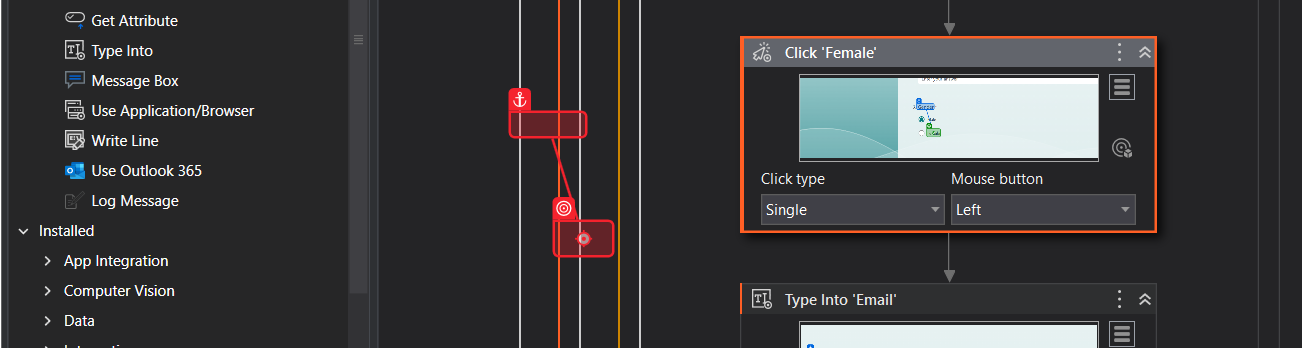 Get Attribute
Type Into
Message Box
Use Application/Browser
Write Line
Use Outlook 365
Log Message
Installed
App Integration
Computer Vision
Data
Click 'Female'
Click type
Mouse button
Single
Left
Type Into 'Email'